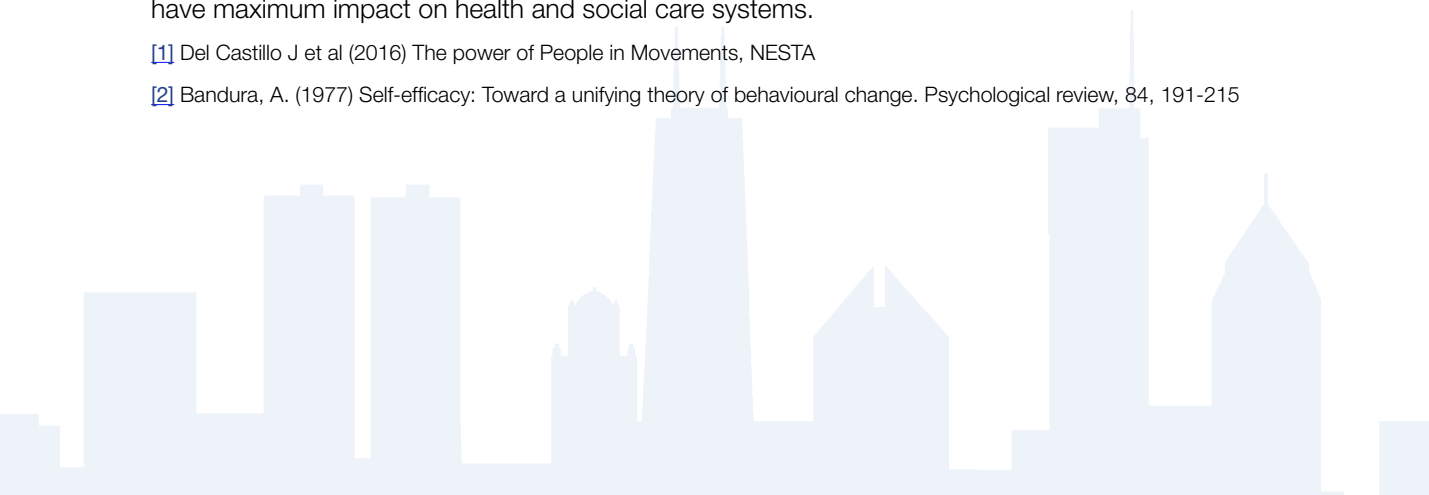 have maximum impact on health and social care systems.
[1] Del Castillo J et al (2016) The power of People in Movements, NESTA
[2] Bandura, A. (1977) Self-efficacy: Toward a unifying theory of behavioural change. Psychological review, 84, 191-215